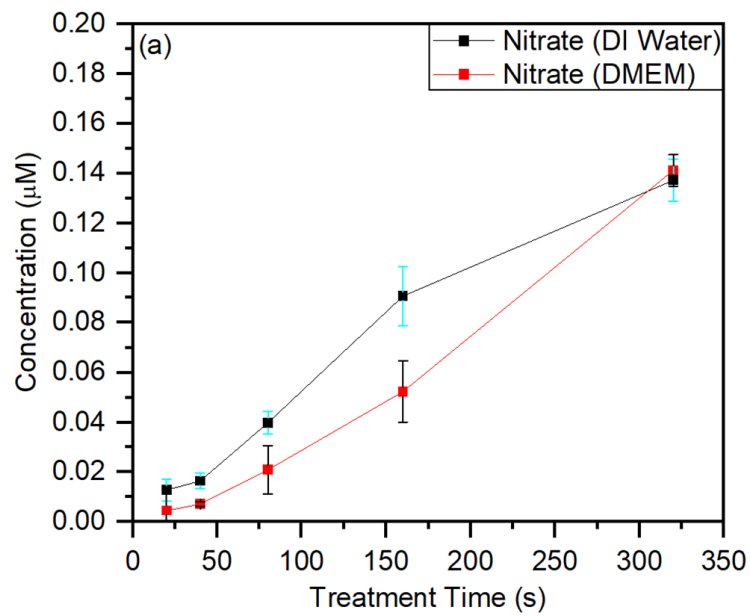 (a)
Nitrate (DI Water)
Nitrate (DMEM)
0.20
0.18
0.16
0.14
0.12
0.10
0.08
0.06
0.04
0.02
0.00
Concentration (μM)
0 50 100 150 200 250 300 350
Treatment Time (s)